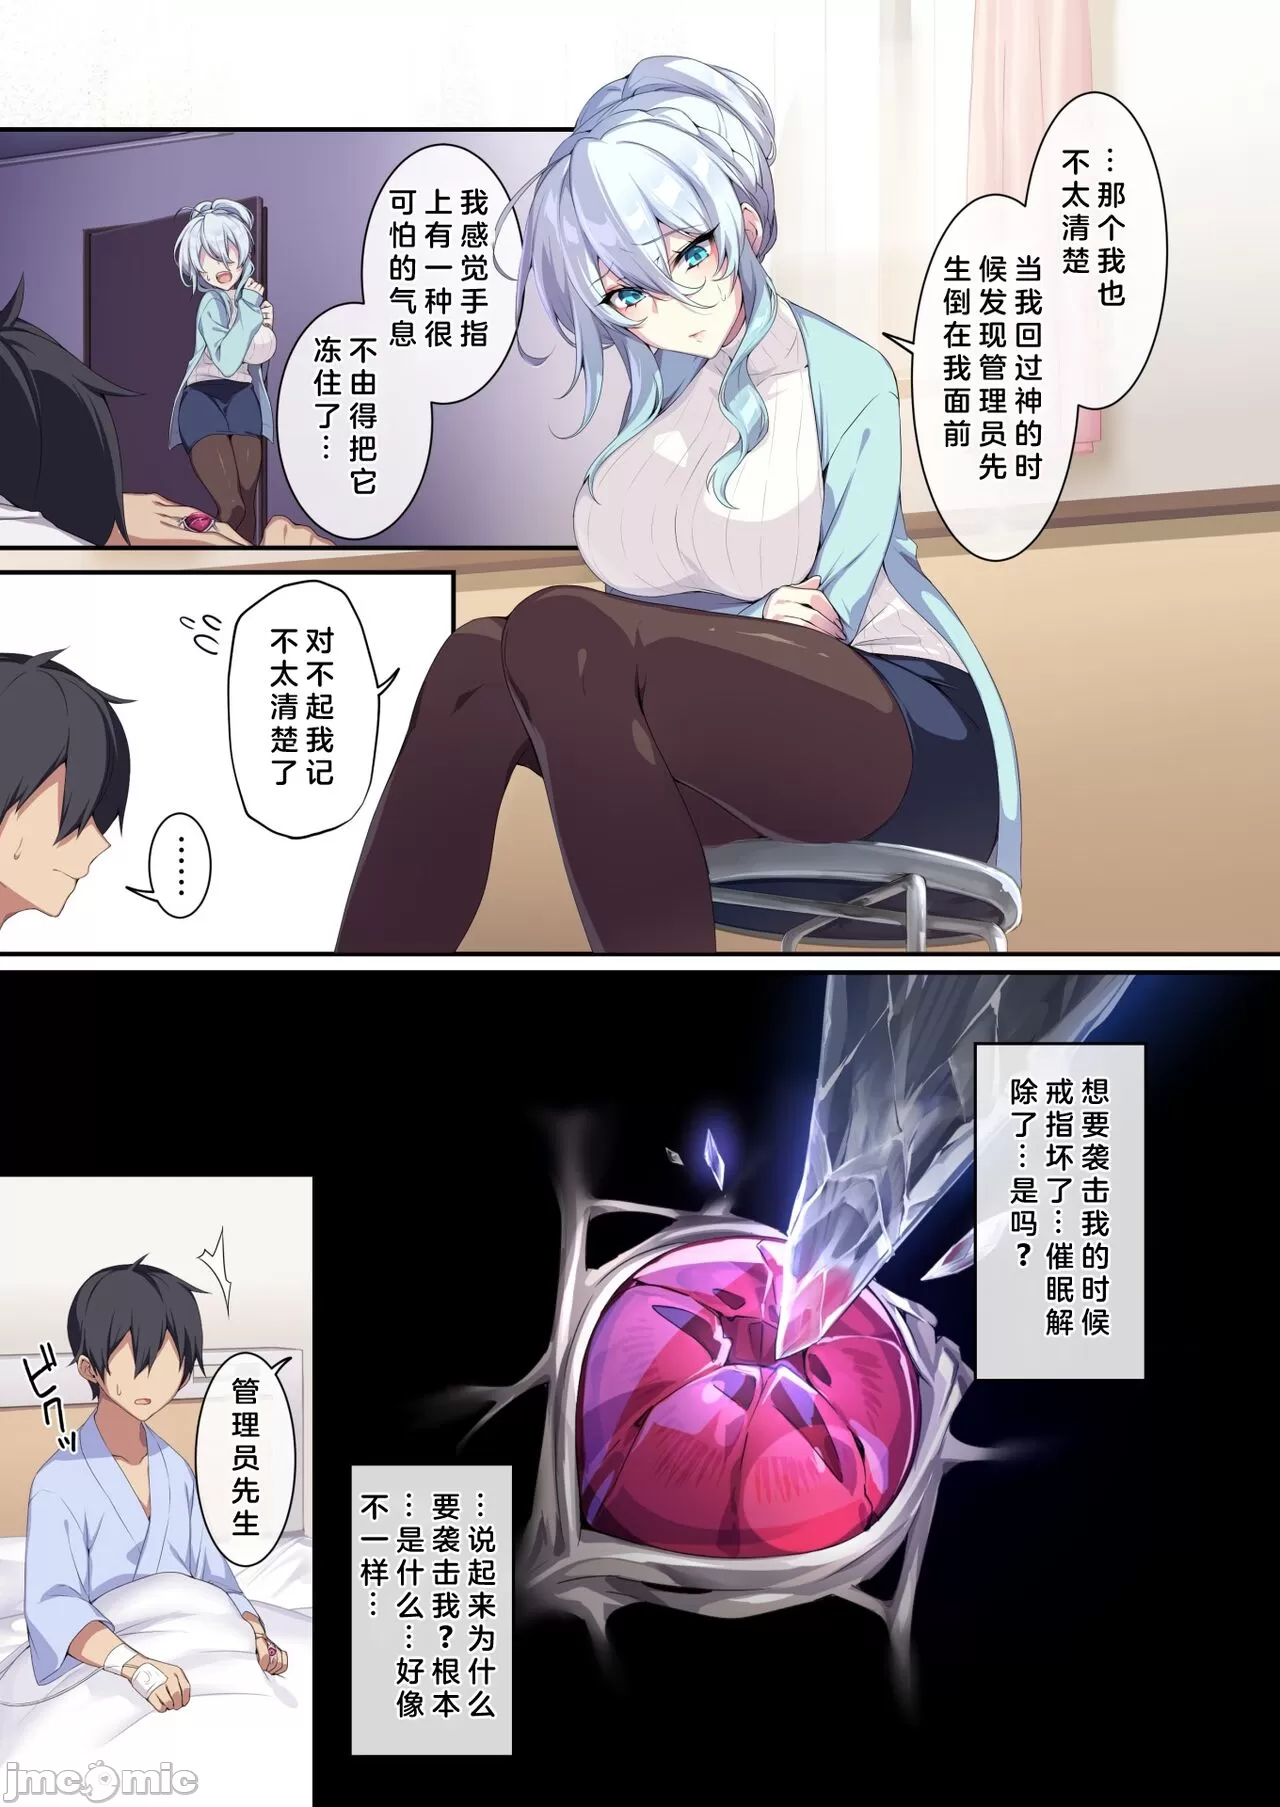 …那个我也
不太清楚
当我回过神的时
候发现管理员先
生倒在我面前
我感觉手指
上有一种很
可怕的气息
不由得把它
冻住了…
对不起我记
不太清楚了
……
想要袭击我的时候
戒指坏了…催眠解
除了…是吗?
…说起来为什么
要袭击我?根本
…是什么…好像
不一样…
管理员先生
ビクッ
jmcomic